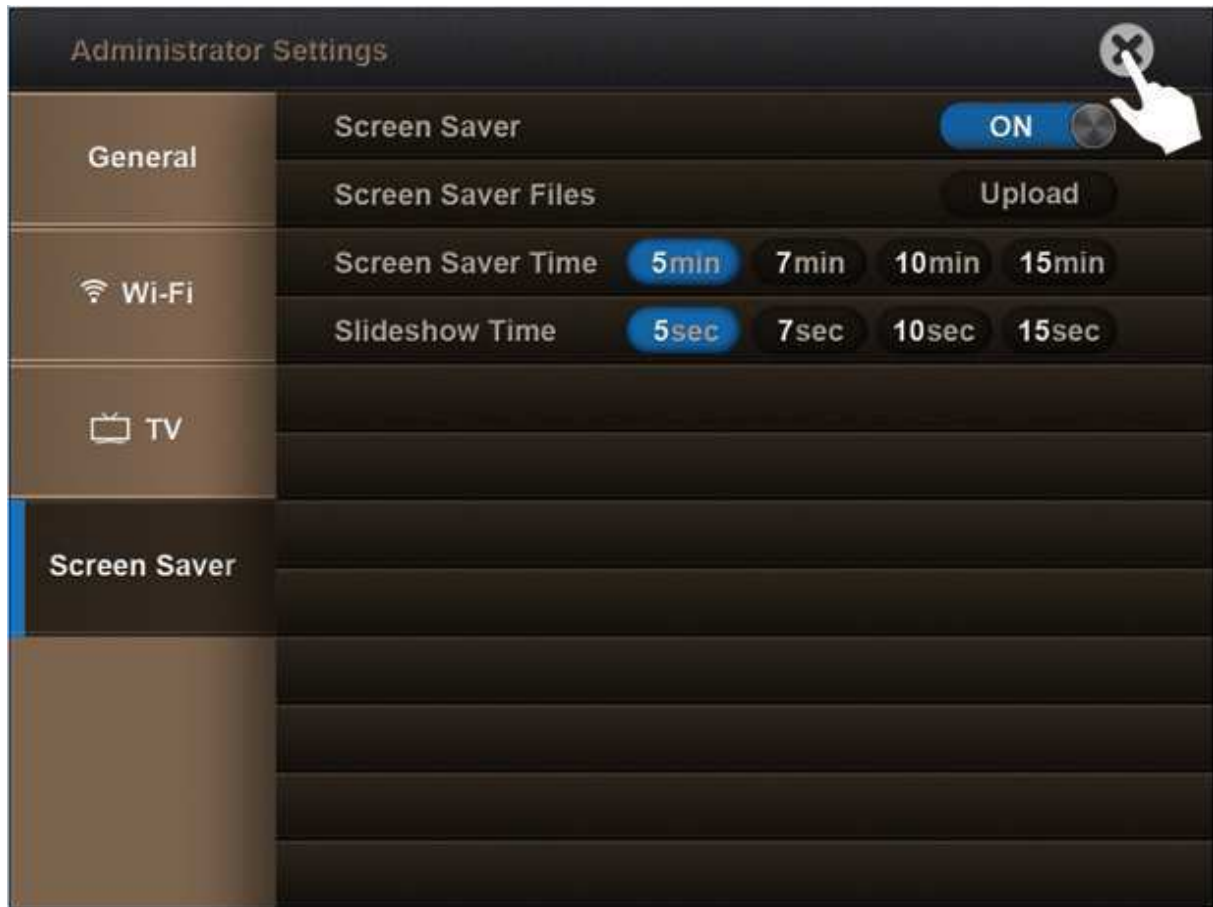 Administrator Settings
General
Wi-Fi
TV
Screen Saver
Screen Saver ON
Screen Saver Files Upload
Screen Saver Time 5min 7min 10min 15min
Slideshow Time 5sec 7sec 10sec 15sec